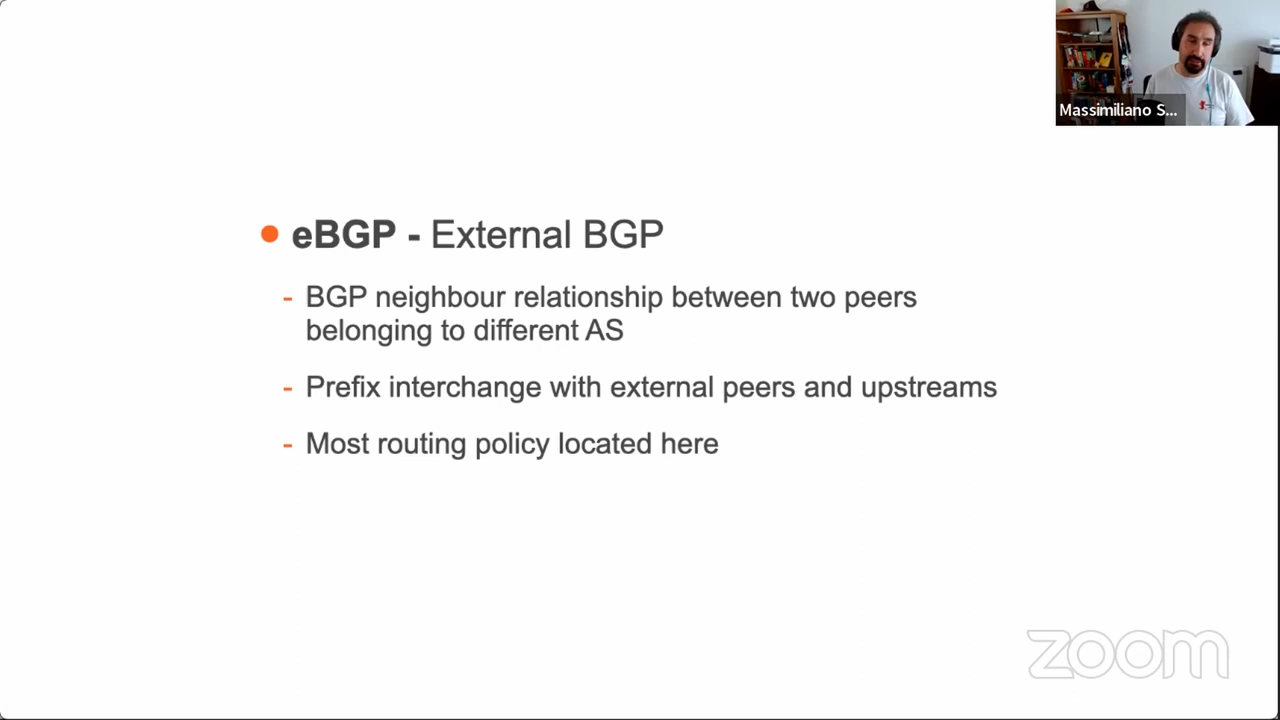 Massimiliano S...
eBGP - External BGP
- BGP neighbour relationship between two peers
belonging to different AS
- Prefix interchange with external peers and upstreams
- Most routing policy located here
zoom